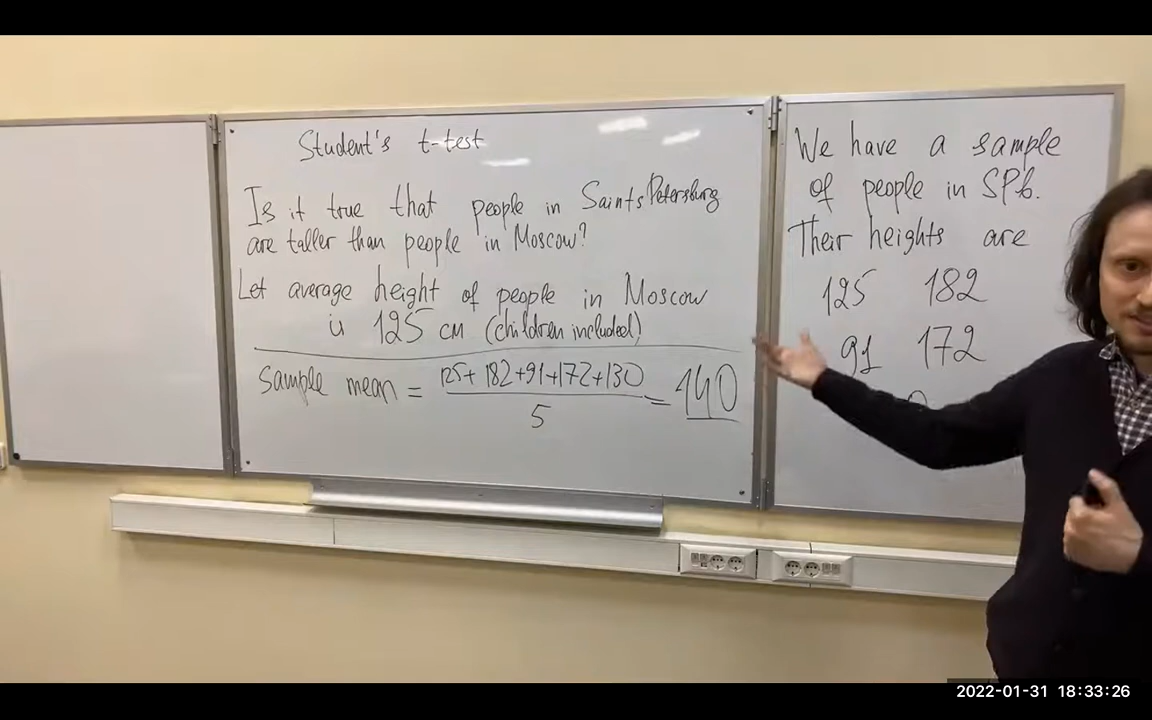 Student's t-test
Is it true that people in Saints Petersburg
are taller than people in Moscow?
Let average height of people in Moscow
is 125 cm (children included)
Sample mean = 125 + 182 + 91 + 172 + 130 = 140
5
We have a sample
of people in SPb.
Their heights are
125 182
91 172
2022-01-31 18:33:26